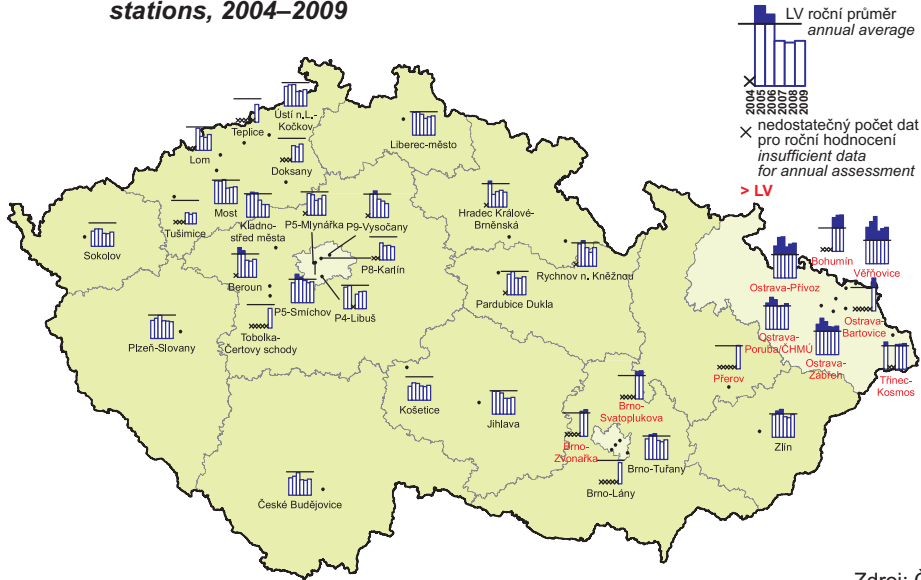 stations, 2004–2009
LV roční průměr
annual average
2004
2005
2006
2007
2008
2009
nedostatečný počet dat
pro roční hodnocení
insufficient data
for annual assessment
> LV
Ústí n.L.-
Kočkov
Teplice
Lom
Doksany
Liberec-město
Most
Tušimice
Kladno-
střed města
P5-Mlynářka
P9-Vysočany
Hradec Králové-
Brněnská
Sokolov
P8-Karlín
Beroun
Rychnov n. Kněžnou
P5-Smíchov
P4-Libuš
Pardubice Dukla
Tobolka-
Čertovy schody
Plzeň-Slovany
Bohumín
Věřňovice
Ostrava-Přívoz
Ostrava-
Bartovice
Ostrava-
Poruba/ČHMÚ
Ostrava-
Zábřeh
Třinec-
Kosmos
Přerov
Košetice
Jihlava
Brno-
Svatoplukova
Brno-
Zvonařka
Brno-Tuřany
Zlín
Brno-Lány
České Budějovice
Zdroj: